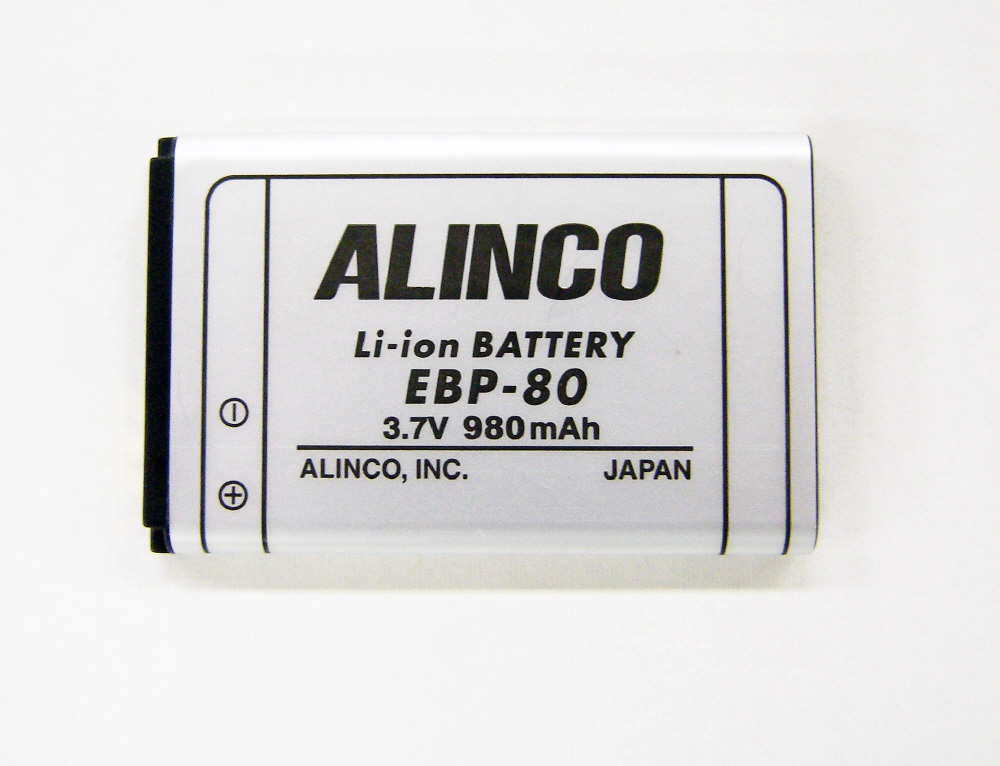 ALINCO
Li-ion BATTERY
EBP-80
3.7V 980mAh
ALINCO, INC. JAPAN
⊖
⊕